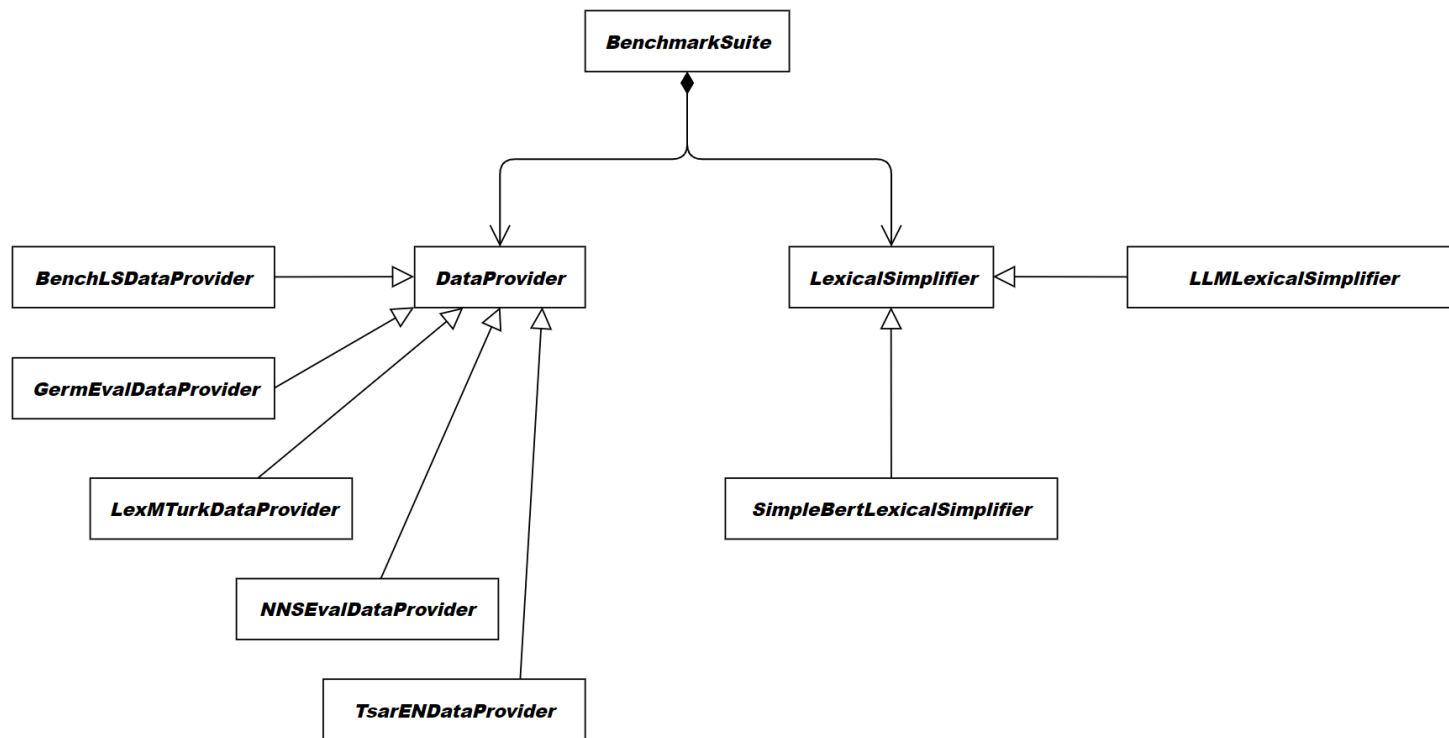 BenchmarkSuite
BenchLSDataProvider
DataProvider
LexicalSimplifier
LLMLexicalSimplifier
GermEvalDataProvider
LexMTurkDataProvider
SimpleBertLexicalSimplifier
NNSEvalDataProvider
TsarENDataProvider